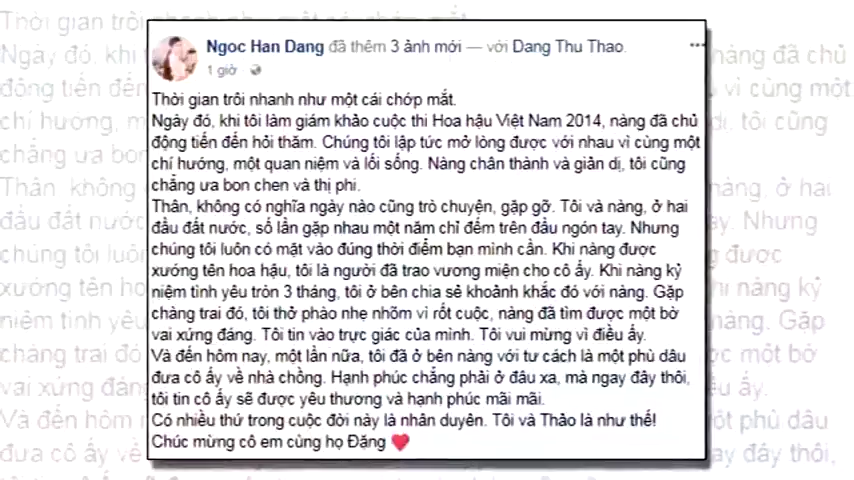 Ngoc Han Dang đã thêm 3 ảnh mới — với Dang Thu Thao.
1 giờ
Thời gian trôi nhanh như một cái chớp mắt.
Ngày đó, khi tôi làm giám khảo cuộc thi Hoa hậu Việt Nam 2014, nàng đã chủ
động tiến đến hỏi thăm. Chúng tôi lập tức mở lòng được với nhau vì cùng một
chí hướng, một quan niệm và lối sống. Nàng chân thành và giản dị, tôi cũng
chẳng ưa bon chen và thị phi.
Thân, không có nghĩa ngày nào cũng trò chuyện, gặp gỡ. Tôi và nàng, ở hai
đầu đất nước, số lần gặp nhau một năm chỉ đếm trên đầu ngón tay. Nhưng
chúng tôi luôn có mặt vào đúng thời điểm bạn mình cần. Khi nàng được
xướng tên hoa hậu, tôi là người đã trao vương miện cho cô ấy. Khi nàng kỷ
niệm tình yêu tròn 3 tháng, tôi ở bên chia sẻ khoảnh khắc đó với nàng. Gặp
chàng trai đó, tôi thở phào nhẹ nhõm vì rốt cuộc, nàng đã tìm được một bờ
vai xứng đáng. Tôi tin vào trực giác của mình. Tôi vui mừng vì điều ấy.
Và đến hôm nay, một lần nữa, tôi đã ở bên nàng với tư cách là một phù dâu
đưa cô ấy về nhà chồng. Hạnh phúc chẳng phải ở đâu xa, mà ngay đây thôi,
tôi tin cô ấy sẽ được yêu thương và hạnh phúc mãi mãi.
Có nhiều thứ trong cuộc đời này là nhân duyên. Tôi và Thảo là như thế!
Chúc mừng cô em cùng họ Đặng ❤